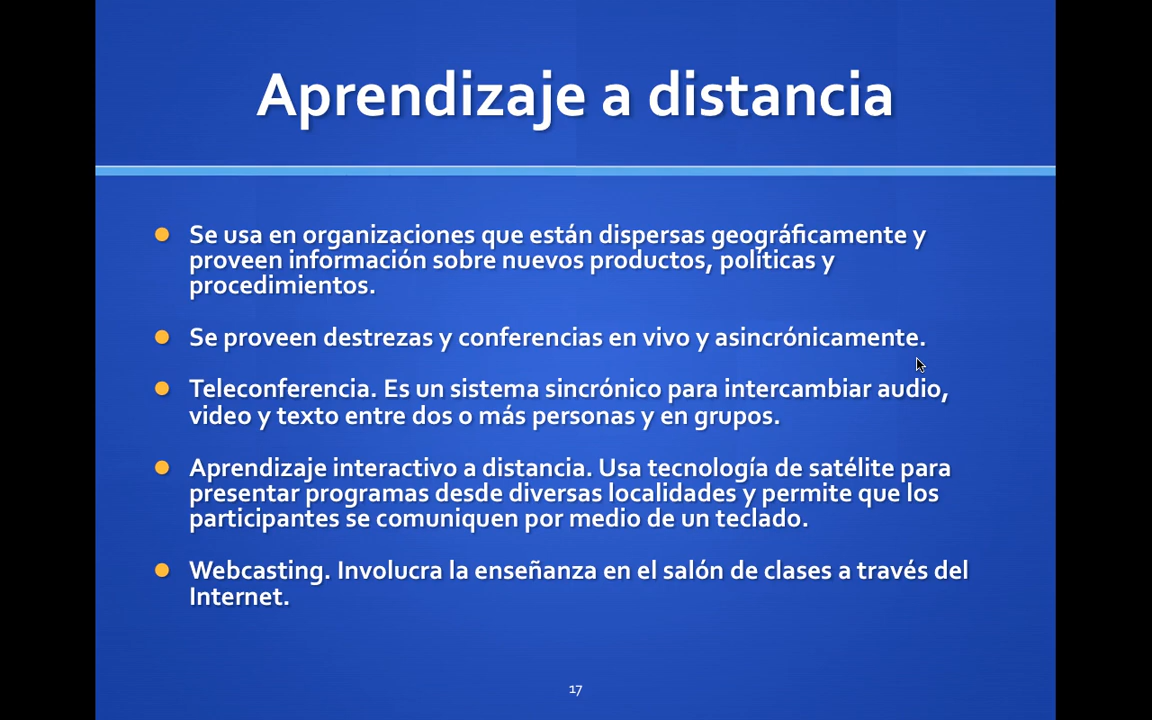 Aprendizaje a distancia
Se usa en organizaciones que están dispersas geográficamente y
proveen información sobre nuevos productos, políticas y
procedimientos.
Se proveen destrezas y conferencias en vivo y asincrónicamente.
Teleconferencia. Es un sistema sincrónico para intercambiar audio,
video y texto entre dos o más personas y en grupos.
Aprendizaje interactivo a distancia. Usa tecnología de satélite para
presentar programas desde diversas localidades y permite que los
participantes se comuniquen por medio de un teclado.
Webcasting. Involucra la enseñanza en el salón de clases a través del
Internet.
17